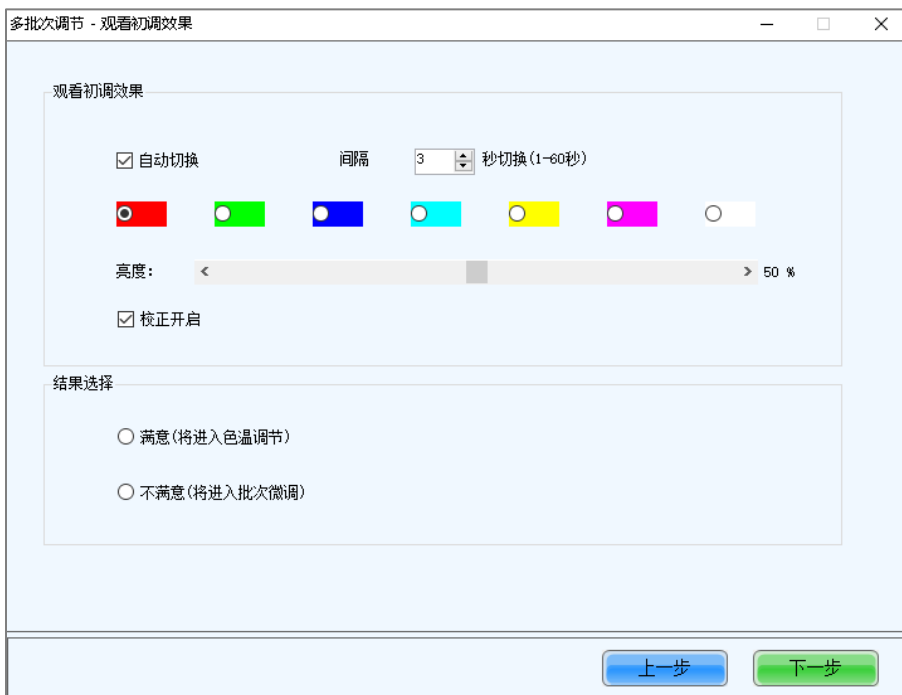 多批次调节 - 观看初调效果
观看初调效果
自动切换 间隔 3 秒切换(1-60秒)
亮度: 50 %
校正开启
结果选择
满意(将进入色温调节)
不满意(将进入批次微调)
上一步 下一步